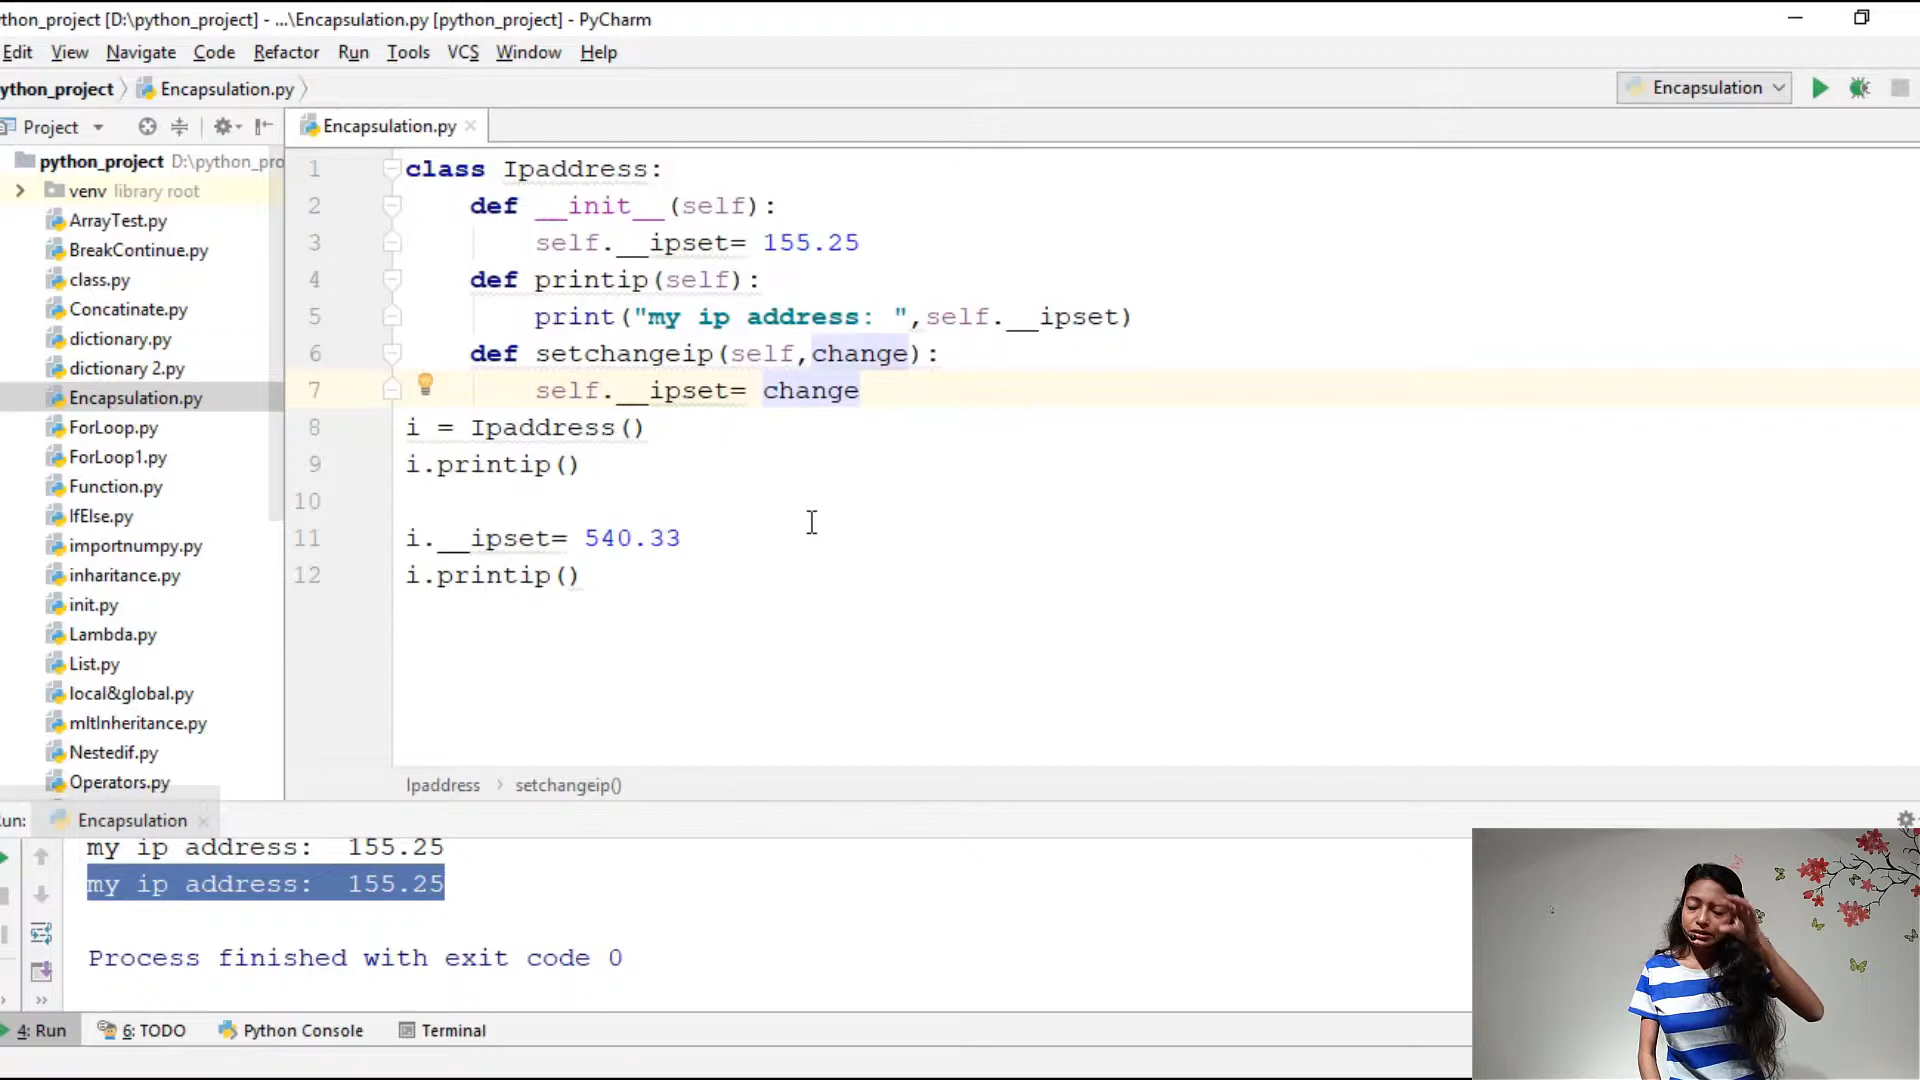 ython_project [D:\python_project] - ...\Encapsulation.py [python_project] - PyCharm
Edit View Navigate Code Refactor Run Tools VCS Window Help
ython_project Encapsulation.py
Encapsulation
Project
Encapsulation.py
python_project D:\python_pro
venv library root
ArrayTest.py
BreakContinue.py
class.py
Concatinate.py
dictionary.py
dictionary 2.py
Encapsulation.py
ForLoop.py
ForLoop1.py
Function.py
IfElse.py
importnumpy.py
inharitance.py
init.py
Lambda.py
List.py
local&global.py
mltInheritance.py
Nestedif.py
Operators.py
1 class Ipaddress:
2 def __init__(self):
3 self.__ipset= 155.25
4 def printip(self):
5 print("my ip address: ",self.__ipset)
6 def setchangeip(self,change):
7 self.__ipset= change
8 i = Ipaddress()
9 i.printip()
10
11 i.__ipset= 540.33
12 i.printip()
Ipaddress setchangeip()
un: Encapsulation
my ip address: 155.25
my ip address: 155.25
Process finished with exit code 0
4: Run 6: TODO Python Console Terminal